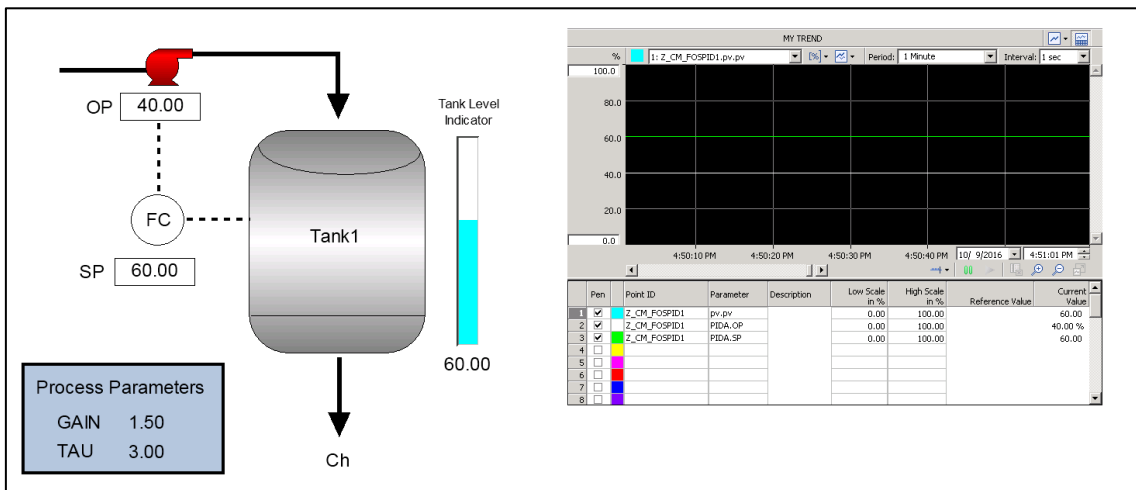 OP
40.00
FC
SP
60.00
Tank1
Ch
Tank Level
Indicator
60.00
Process Parameters
GAIN 1.50
TAU 3.00
MY TREND
% 1: Z_CM_FOSPID1.pv.pv [%] Period: 1 Minute Interval: 1 sec
100.0
80.0
60.0
40.0
20.0
0.0
4:50:10 PM 4:50:20 PM 4:50:30 PM 4:50:40 PM 10/ 9/2016 4:51:01 PM
Pen Point ID Parameter Description Low Scale in % High Scale in % Reference Value Current Value
1 Z_CM_FOSPID1 pv.pv 0.00 100.00 60.00
2 Z_CM_FOSPID1 PIDA.OP 0.00 100.00 40.00 %
3 Z_CM_FOSPID1 PIDA.SP 0.00 100.00 60.00
4
5
6
7
8